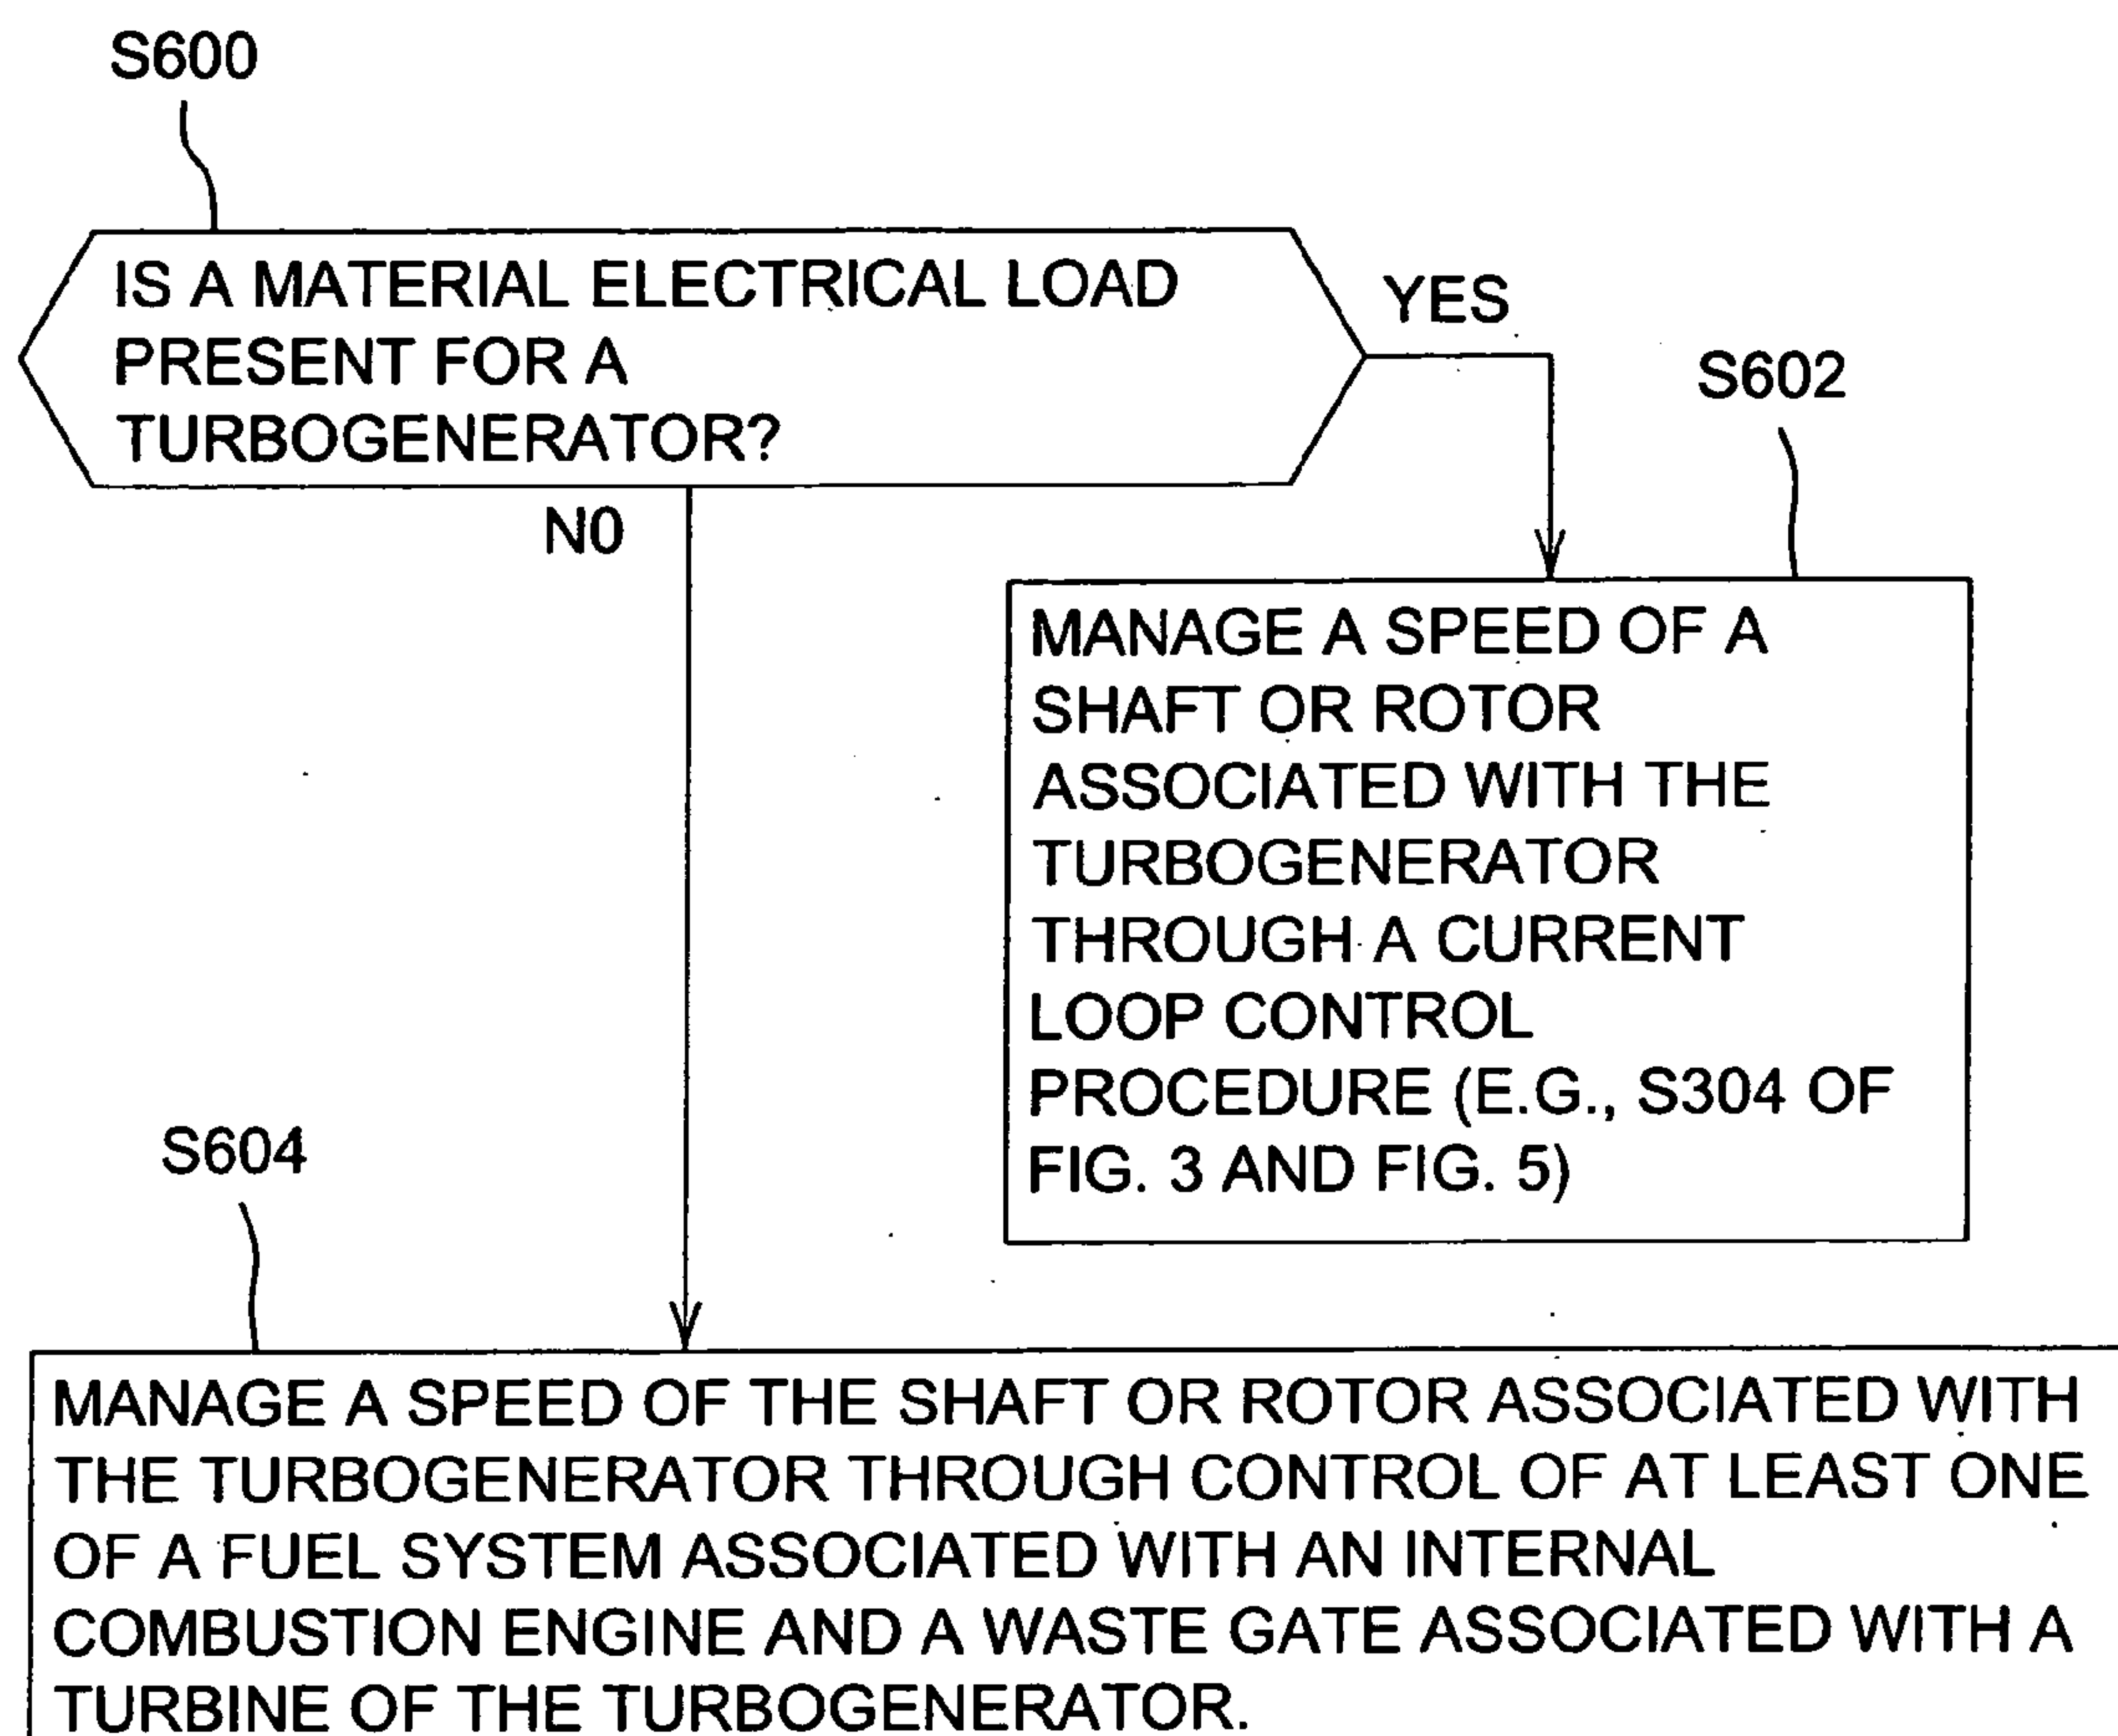 S600
IS A MATERIAL ELECTRICAL LOAD
PRESENT FOR A
TURBOGENERATOR?
YES
N0
S602
MANAGE A SPEED OF A
SHAFT OR ROTOR
ASSOCIATED WITH THE
TURBOGENERATOR
THROUGH A CURRENT
LOOP CONTROL
PROCEDURE (E.G., S304 OF
FIG. 3 AND FIG. 5)
S604
MANAGE A SPEED OF THE SHAFT OR ROTOR ASSOCIATED WITH
THE TURBOGENERATOR THROUGH CONTROL OF AT LEAST ONE
OF A FUEL SYSTEM ASSOCIATED WITH AN INTERNAL
COMBUSTION ENGINE AND A WASTE GATE ASSOCIATED WITH A
TURBINE OF THE TURBOGENERATOR.